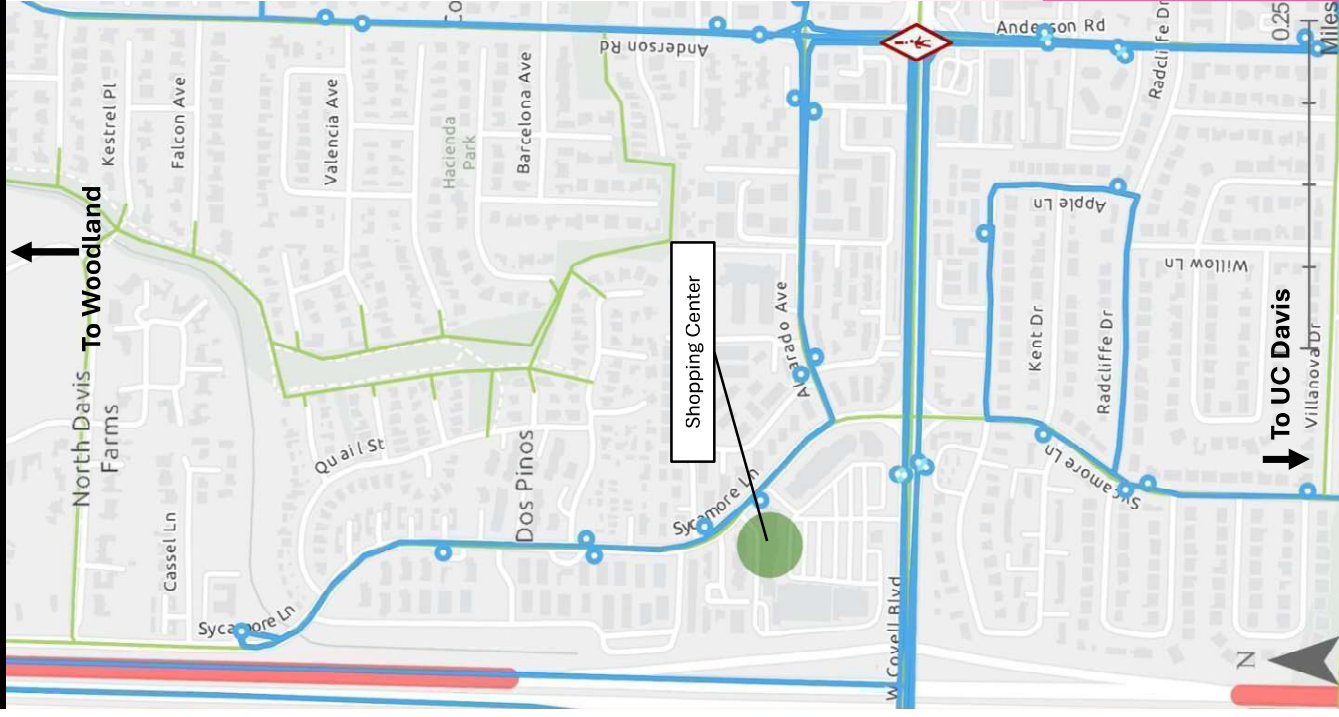 Anderson Rd
Anderson Rd
0.25
Miles
Radcliffe Dr
Kestrel Pl
Falcon Ave
Valencia Ave
Hacienda
Park
Barcelona Ave
To Woodland
Apple Ln
Willow Ln
Shopping Center
Alvarado Ave
Kent Dr
Radcliffe Dr
To UC Davis
Villanova Dr
North Davis
Farms
Quail St
Dos Pinos
Sycamore Ln
Sycamore Ln
Cassel Ln
Sycamore Ln
W Covell Blvd
N